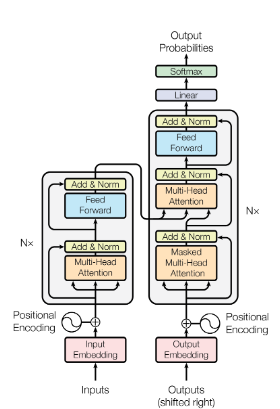 Output
Probabilities
Softmax
Linear
Add & Norm
Feed
Forward
Add & Norm
Multi-Head
Attention
Add & Norm
Masked
Multi-Head
Attention
N×
Positional
Encoding
Output
Embedding
Outputs
(shifted right)
Add & Norm
Feed
Forward
Add & Norm
Multi-Head
Attention
N×
Positional
Encoding
Input
Embedding
Inputs